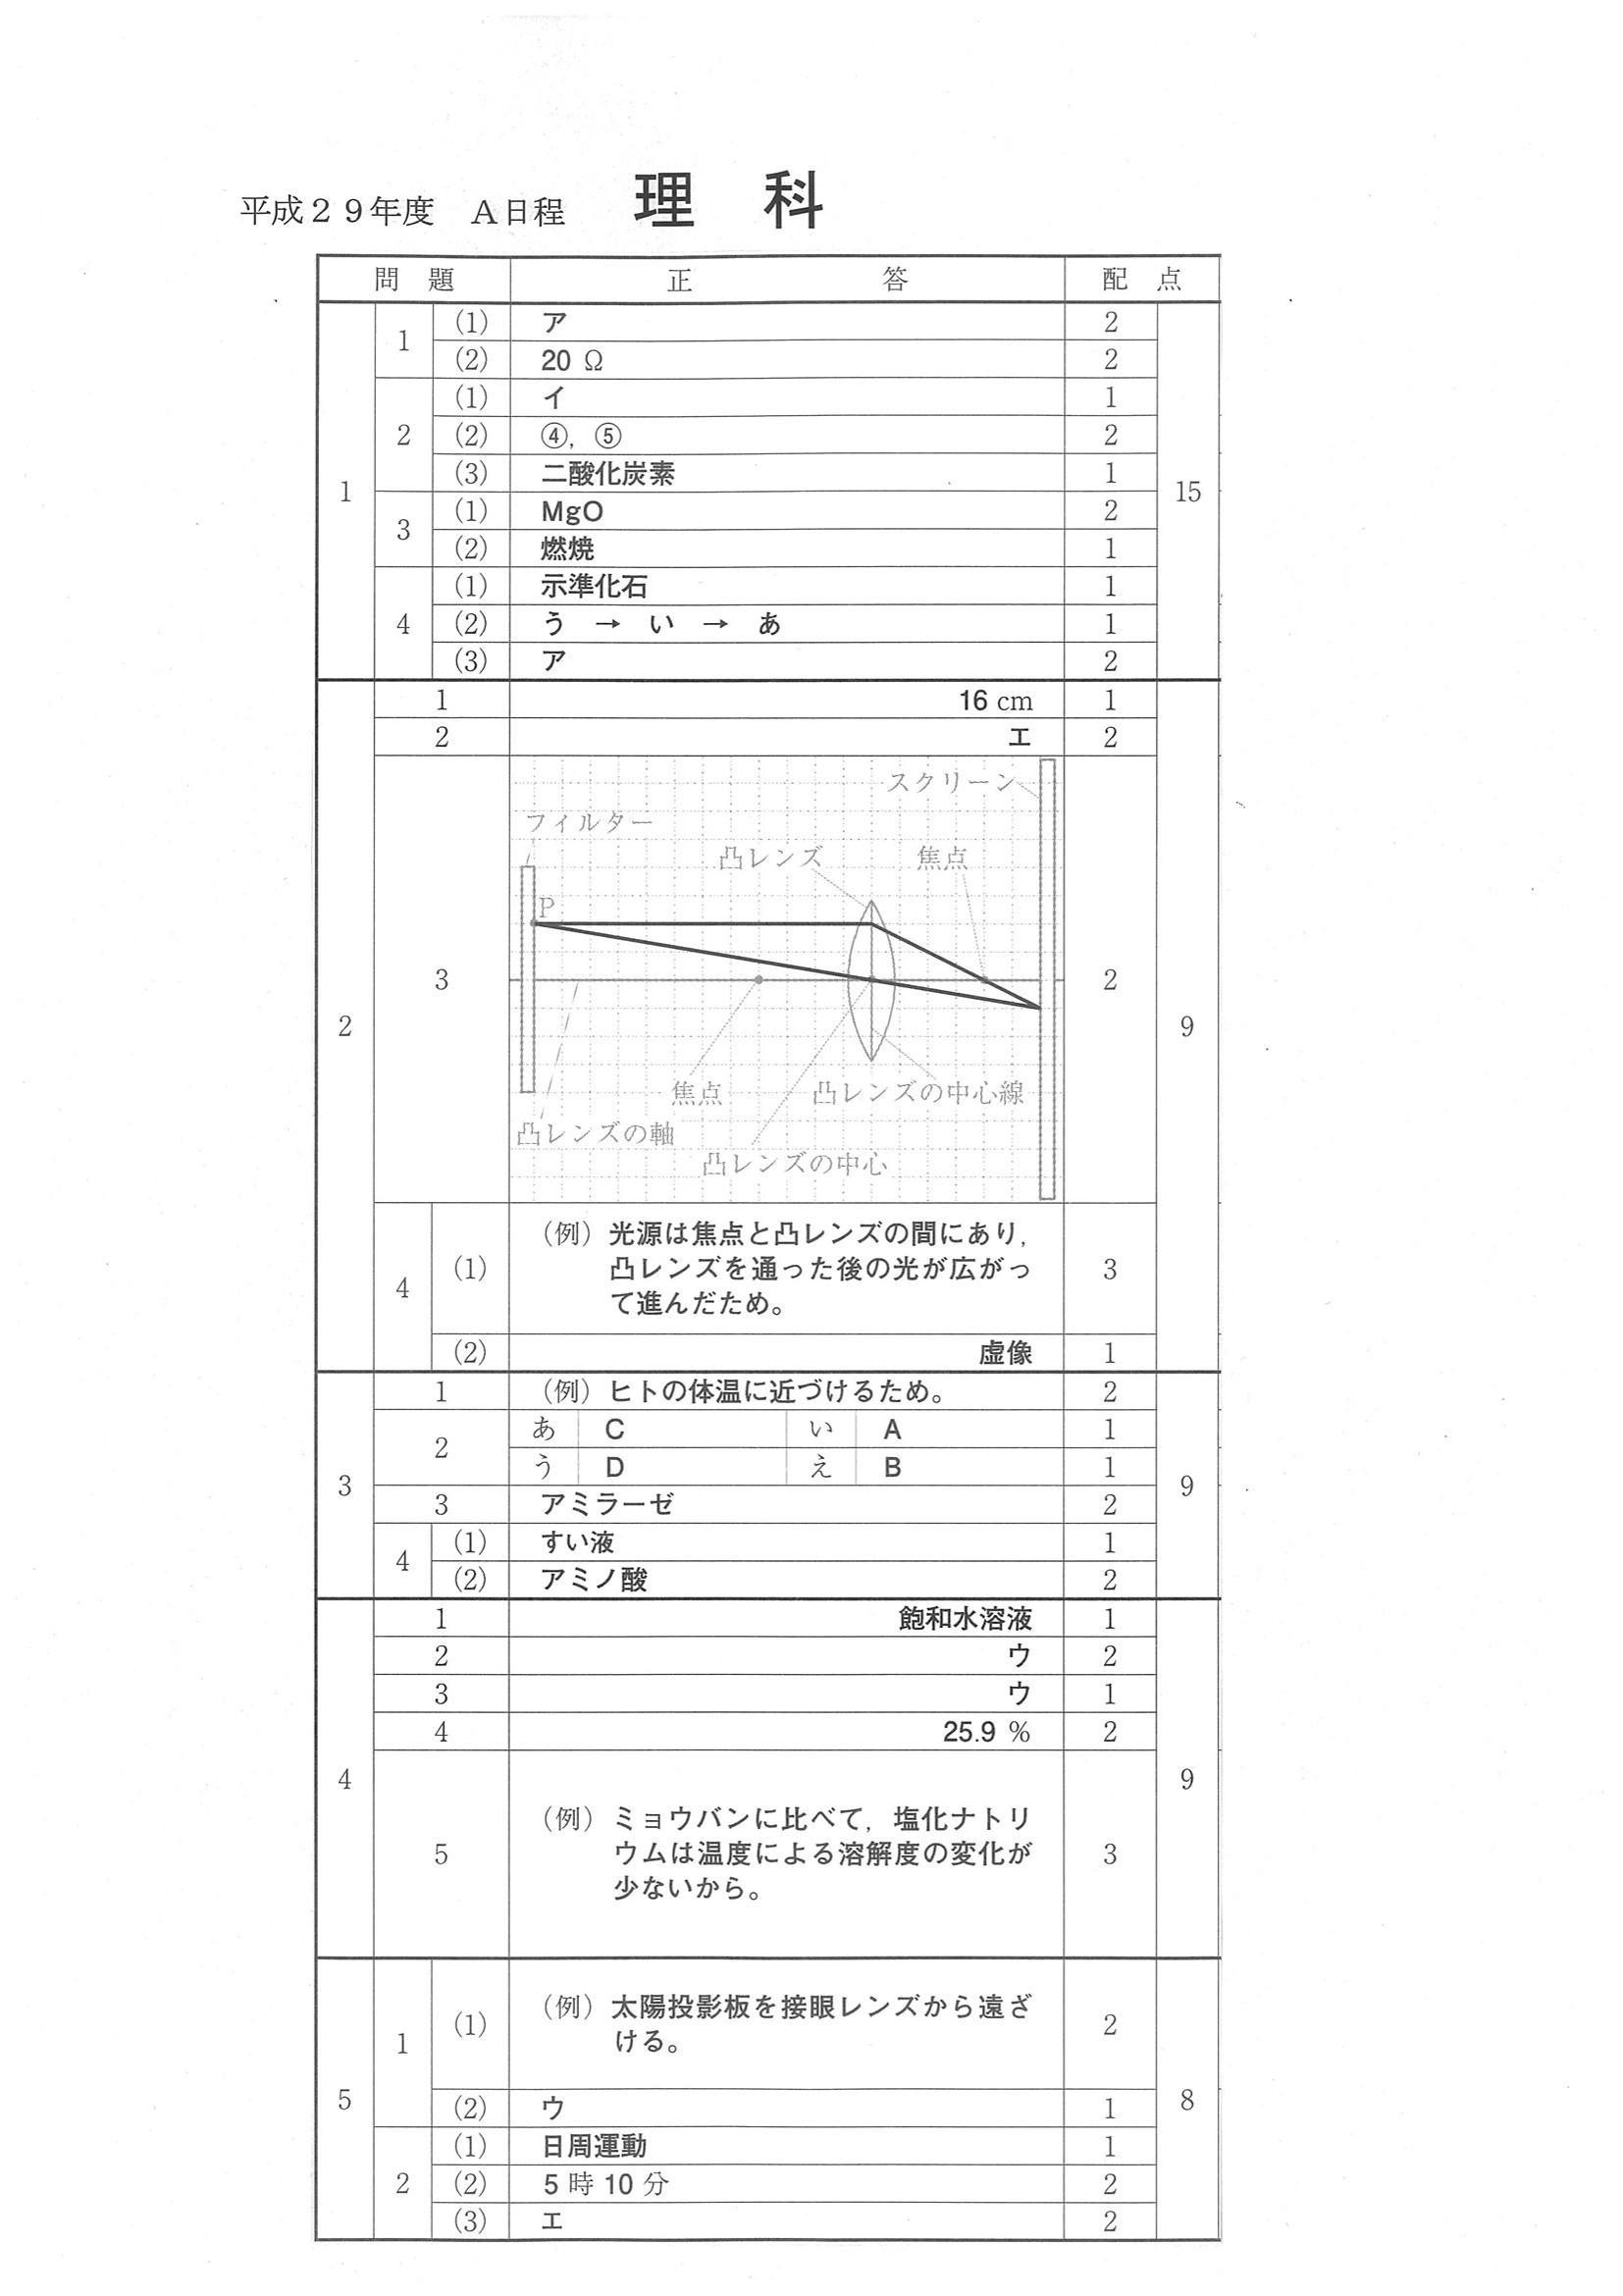 平成２９年度　Ａ日程　理　科
問　題　正　答　配　点
1　1　(1)　ア　2　15
(2)　20 Ω　2
2　(1)　イ　1
(2)　④，⑤　2
(3)　二酸化炭素　1
3　(1)　MgO　2
(2)　燃焼　1
4　(1)　示準化石　1
(2)　う　→　い　→　あ　1
(3)　ア　2
2　1　16 cm　1　9
2　エ　2
3　2
スクリーン
フィルター
凸レンズ　焦点
P
焦点　凸レンズの中心線
凸レンズの軸
凸レンズの中心
4　(1)　（例）光源は焦点と凸レンズの間にあり，
凸レンズを通った後の光が広がっ　3
て進んだため。
(2)　虚像　1
3　1　（例）ヒトの体温に近づけるため。　2　9
2　あ　C　い　A　1
う　D　え　B　1
3　アミラーゼ　2
4　(1)　すい液　1
(2)　アミノ酸　2
4　1　飽和水溶液　1　9
2　ウ　2
3　ウ　1
4　25.9 %　2
5　（例）ミョウバンに比べて，塩化ナトリ
ウムは温度による溶解度の変化が　3
少ないから。
5　1　(1)　（例）太陽投影板を接眼レンズから遠ざ　2　8
ける。
(2)　ウ　1
2　(1)　日周運動　1
(2)　5 時 10 分　2
(3)　エ　2